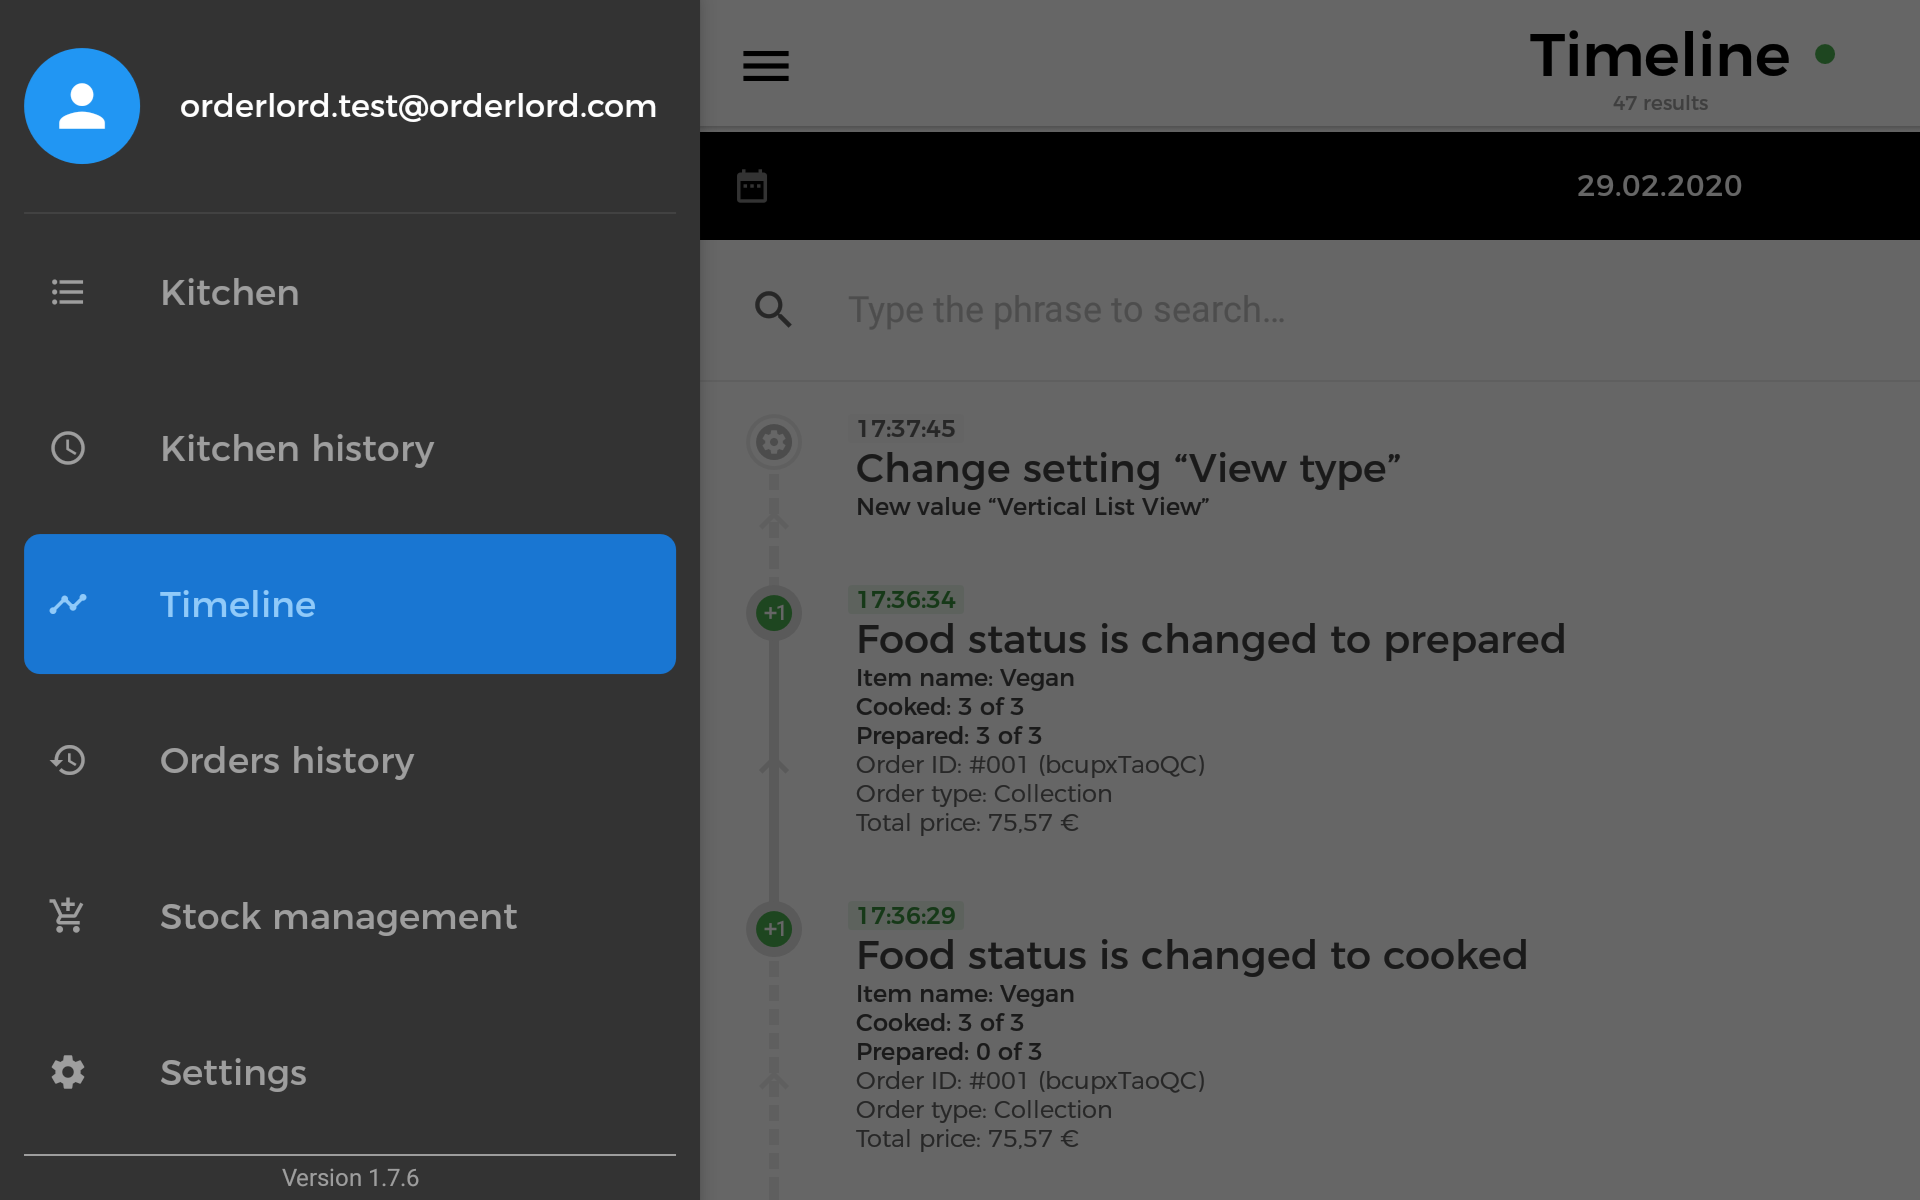 orderlord.test@orderlord.com
Kitchen
Kitchen history
Timeline
Orders history
Stock management
Settings
Version 1.7.6
Timeline
47 results
29.02.2020
Type the phrase to search...
17:37:45
Change setting “View type”
New value “Vertical List View”
+1
17:36:34
Food status is changed to prepared
Item name: Vegan
Cooked: 3 of 3
Prepared: 3 of 3
Order ID: #001 (bcupxTaoQC)
Order type: Collection
Total price: 75,57 €
+1
17:36:29
Food status is changed to cooked
Item name: Vegan
Cooked: 3 of 3
Prepared: 0 of 3
Order ID: #001 (bcupxTaoQC)
Order type: Collection
Total price: 75,57 €